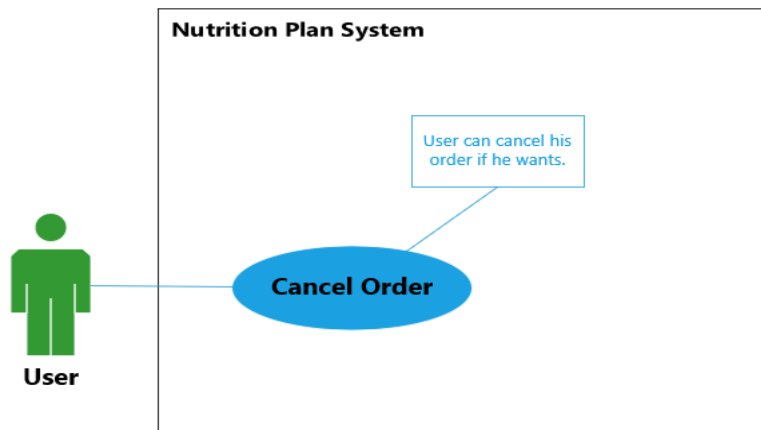 Nutrition Plan System
User can cancel his
order if he wants.
Cancel Order
User